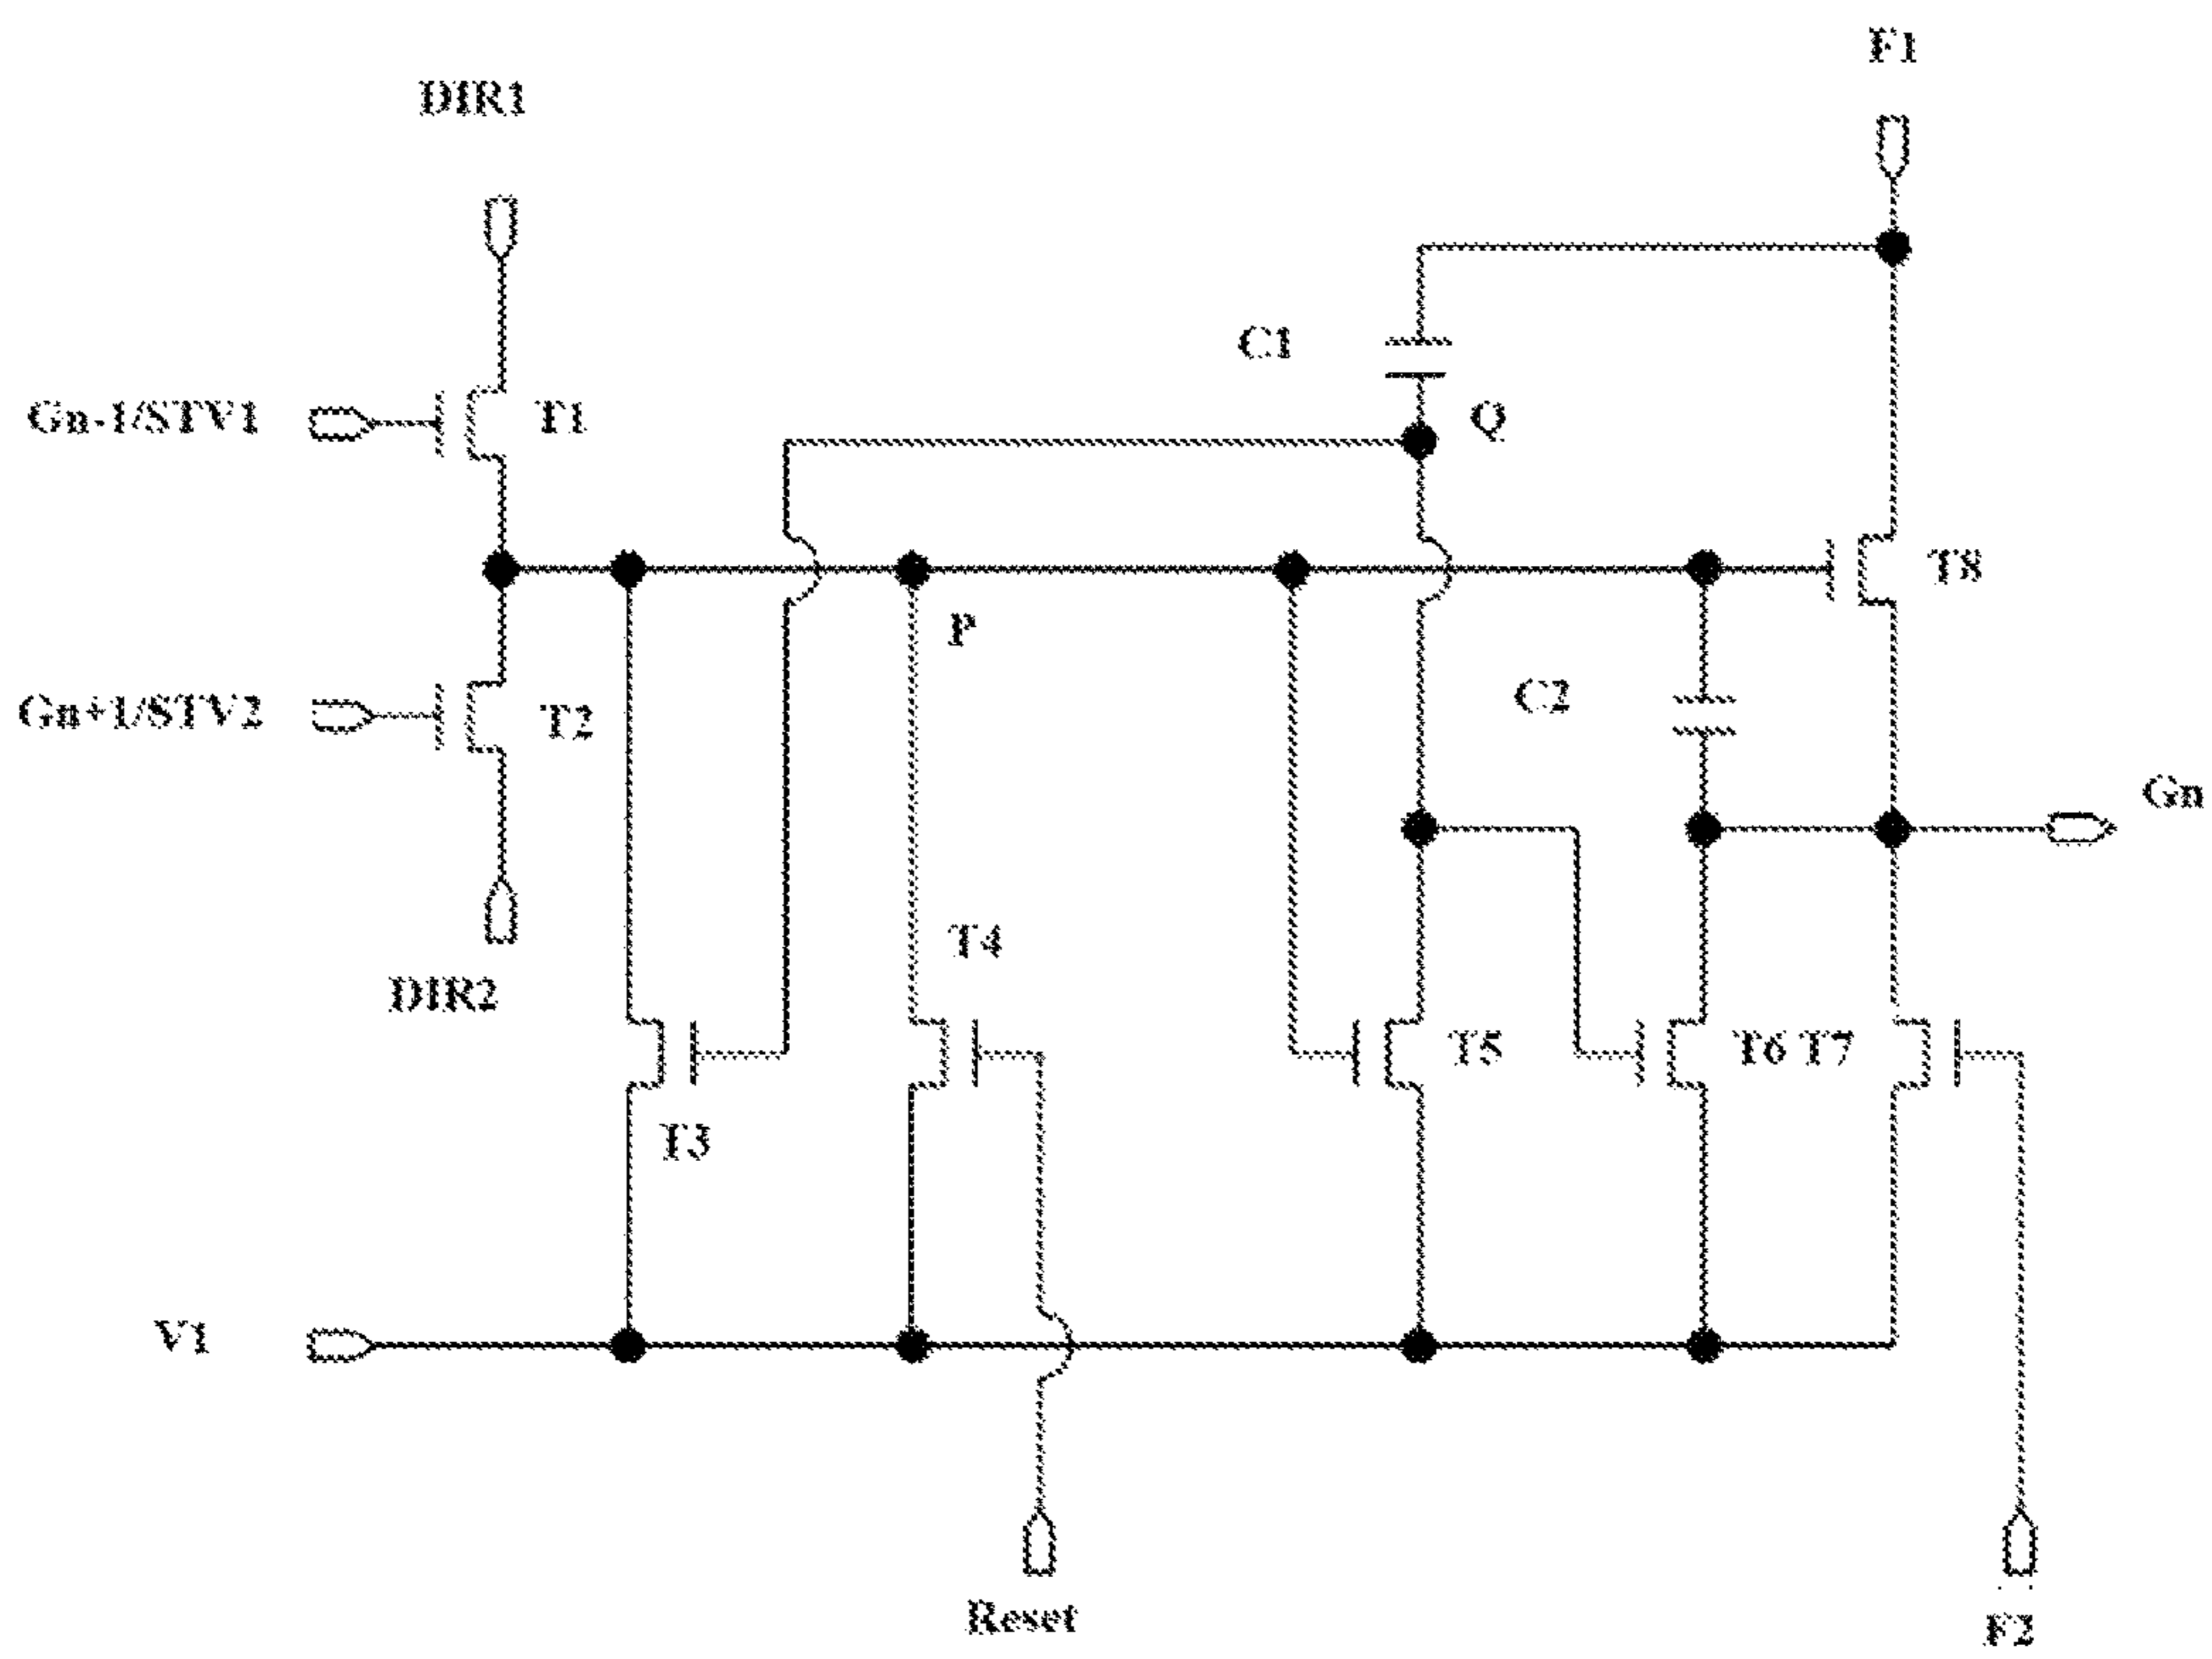 F1
DIR1
C1
Q
Gn-1/STV1
T1
T8
P
Gn+1/STV2
T2
C2
Gn
DIR2
T4
T5
T6 T7
T3
V1
Reset
F2